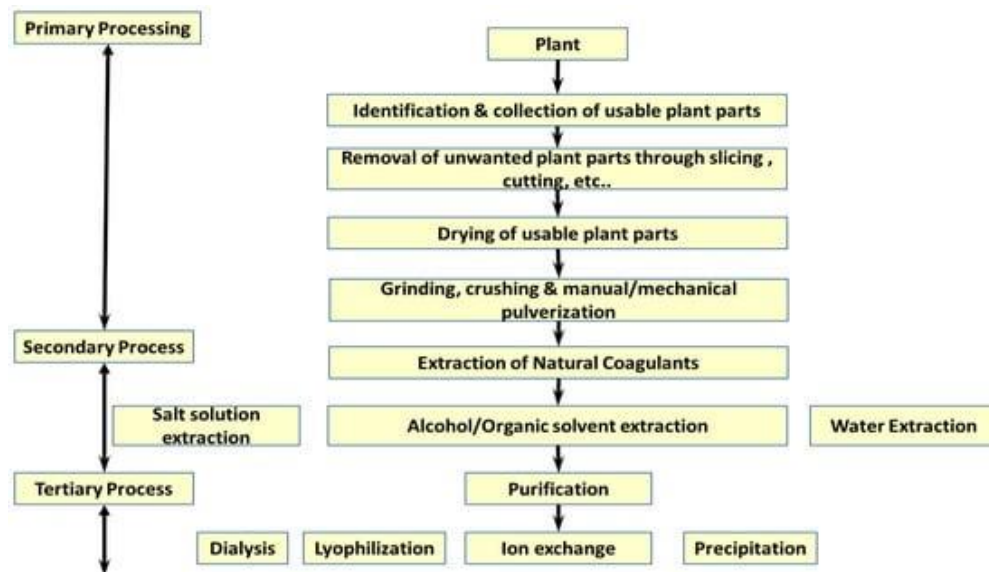 Primary Processing
Plant
Identification & collection of usable plant parts
Removal of unwanted plant parts through slicing ,
cutting, etc..
Drying of usable plant parts
Grinding, crushing & manual/mechanical
pulverization
Secondary Process
Extraction of Natural Coagulants
Salt solution
extraction
Alcohol/Organic solvent extraction
Water Extraction
Tertiary Process
Purification
Dialysis
Lyophilization
Ion exchange
Precipitation